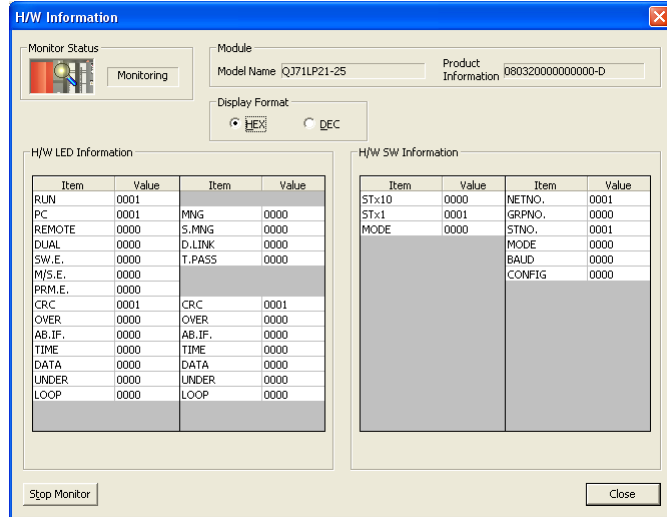 H/W Information
Monitor Status
Monitoring
Module
Model Name QJ71LP21-25
Product Information 080320000000000-D
Display Format
HEX DEC
H/W LED Information
Item Value Item Value
RUN 0001
PC 0001 MNG 0000
REMOTE 0000 S.MNG 0000
DUAL 0000 D.LINK 0000
SW.E. 0000 T.PASS 0000
M/S.E. 0000
PRM.E. 0000
CRC 0001 CRC 0001
OVER 0000 OVER 0000
AB.IF. 0000 AB.IF. 0000
TIME 0000 TIME 0000
DATA 0000 DATA 0000
UNDER 0000 UNDER 0000
LOOP 0000 LOOP 0000
H/W SW Information
Item Value Item Value
STx10 0000 NETNO. 0001
STx1 0001 GRPNO. 0000
MODE 0000 STNO. 0001
MODE 0000
BAUD 0000
CONFIG 0000
Stop Monitor
Close